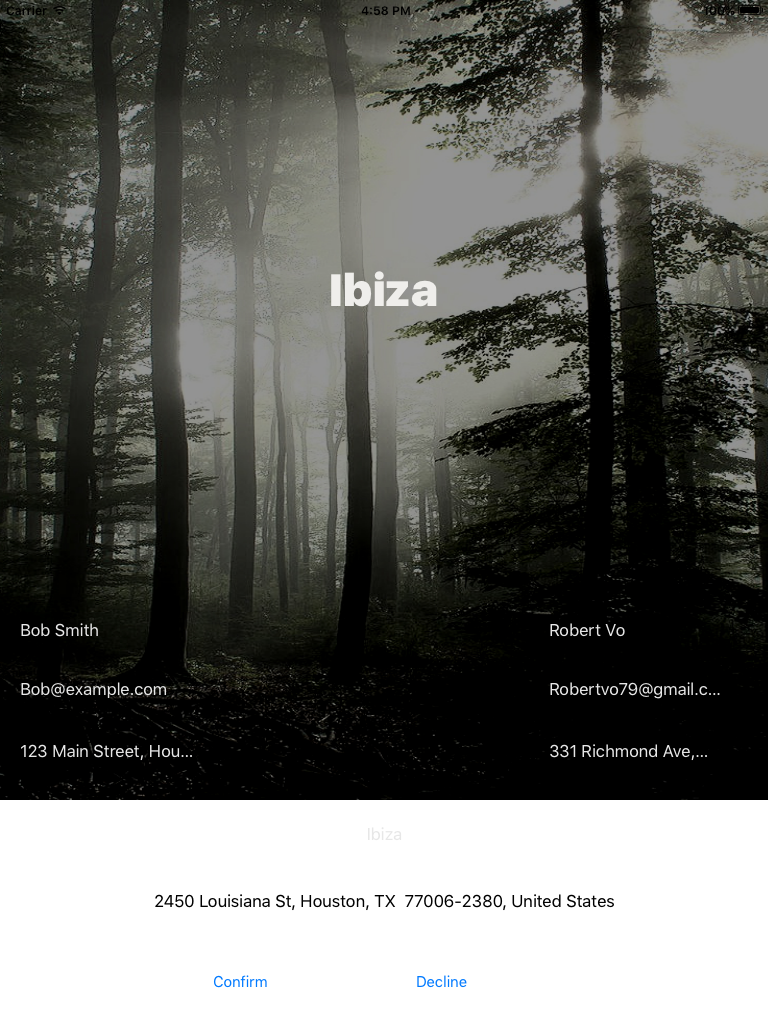 Carrier 4:58 PM 100%
Ibiza
Bob Smith
Robert Vo
Bob@example.com
Robertvo79@gmail.c...
123 Main Street, Hou...
331 Richmond Ave,...
Ibiza
2450 Louisiana St, Houston, TX  77006-2380, United States
Confirm
Decline